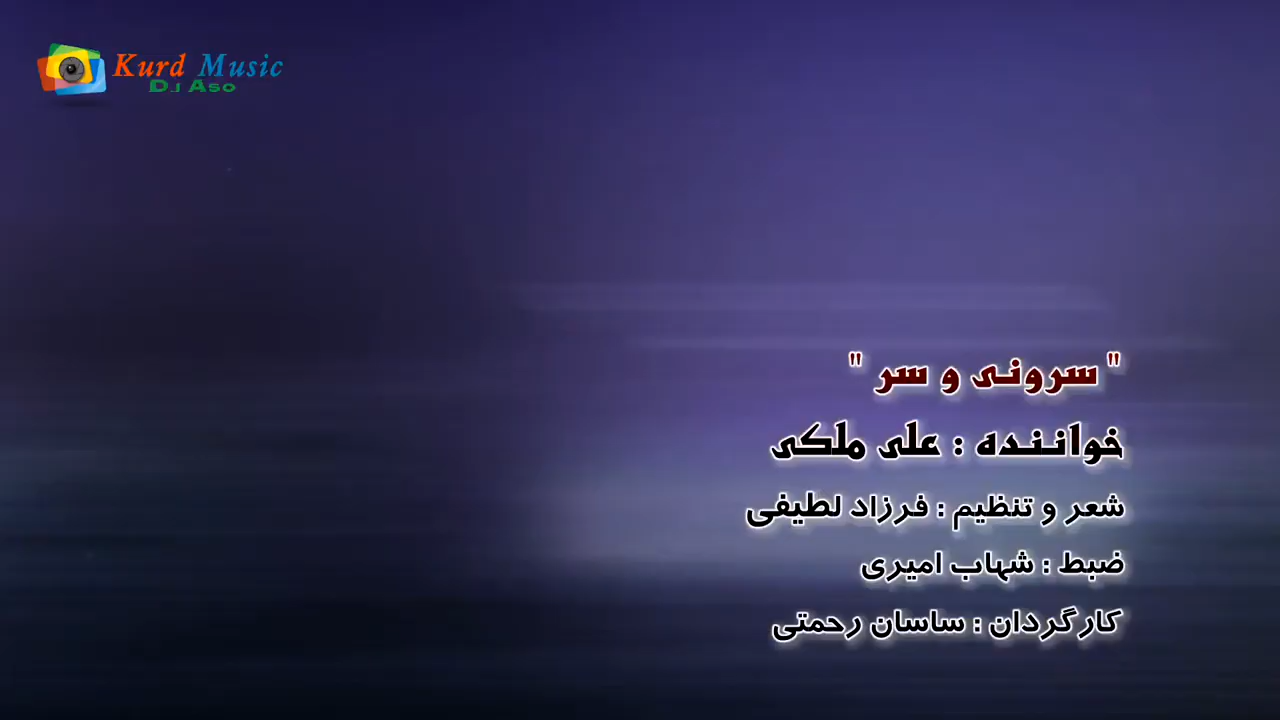 Kurd Music
DJ Aso
" سرونی و سر "
خواننده : علی ملکی
شعر و تنظیم : فرزاد لطیفی
ضبط : شهاب امیری
کارگردان : ساسان رحمتی